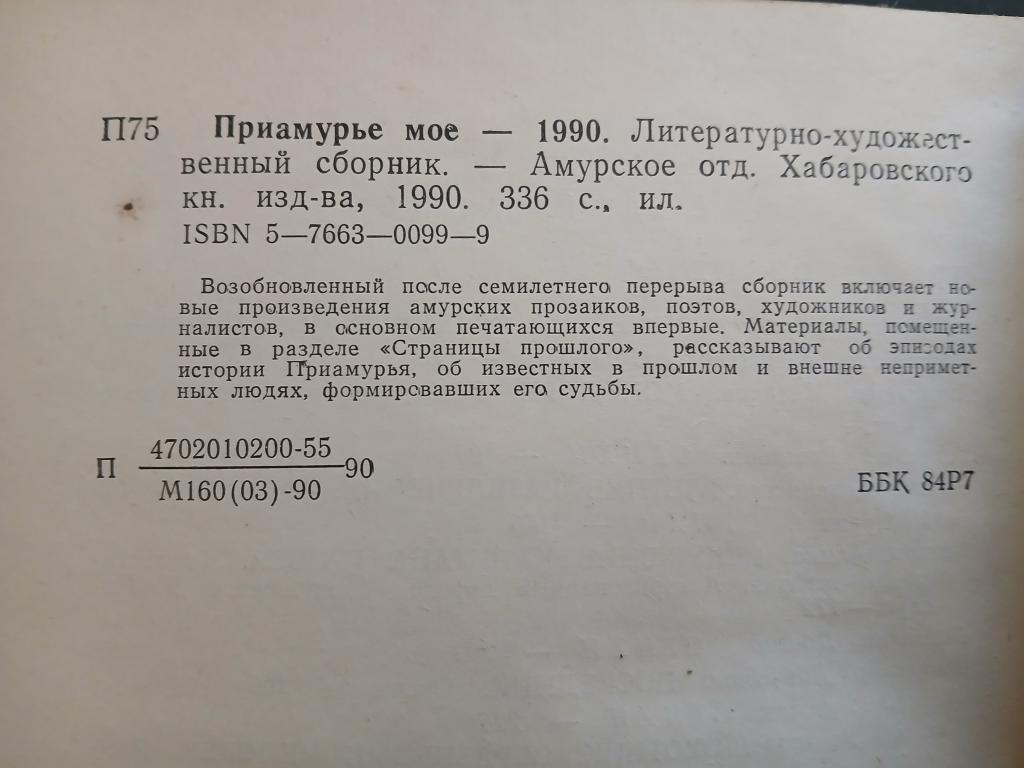 П75 Приамурье мое — 1990. Литературно-художест-
венный сборник. — Амурское отд. Хабаровского
кн. изд-ва, 1990. 336 с., ил.
ISBN 5—7663—0099—9
Возобновленный после семилетнего перерыва сборник включает но-
вые произведения амурских прозаиков, поэтов, художников и жур-
налистов, в основном печатающихся впервые. Материалы, помещен-
ные в разделе «Страницы прошлого», рассказывают об эпизодах
истории Приамурья, об известных в прошлом и внешне непримет-
ных людях, формировавших его судьбы.
П 4702010200-55
М160(03)-90
90
ББК 84Р7